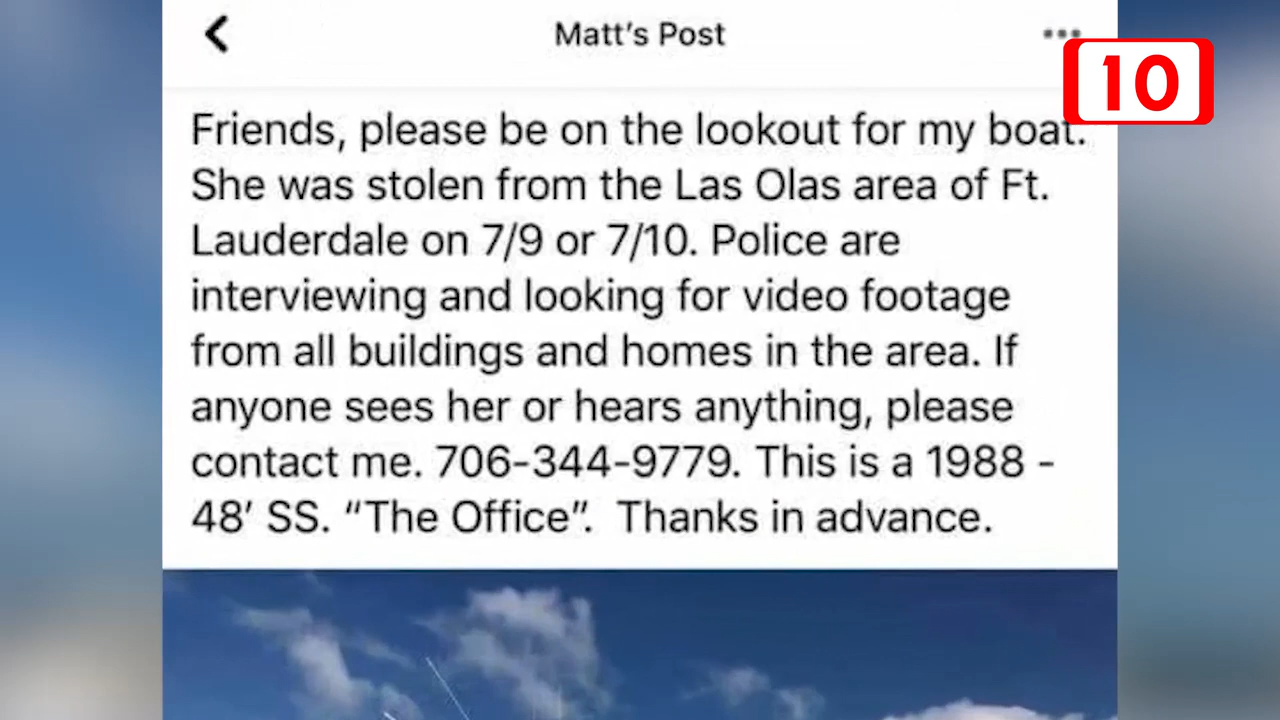 Matt's Post
10
Friends, please be on the lookout for my boat.
She was stolen from the Las Olas area of Ft.
Lauderdale on 7/9 or 7/10. Police are
interviewing and looking for video footage
from all buildings and homes in the area. If
anyone sees her or hears anything, please
contact me. 706-344-9779. This is a 1988 -
48' SS. “The Office”.  Thanks in advance.